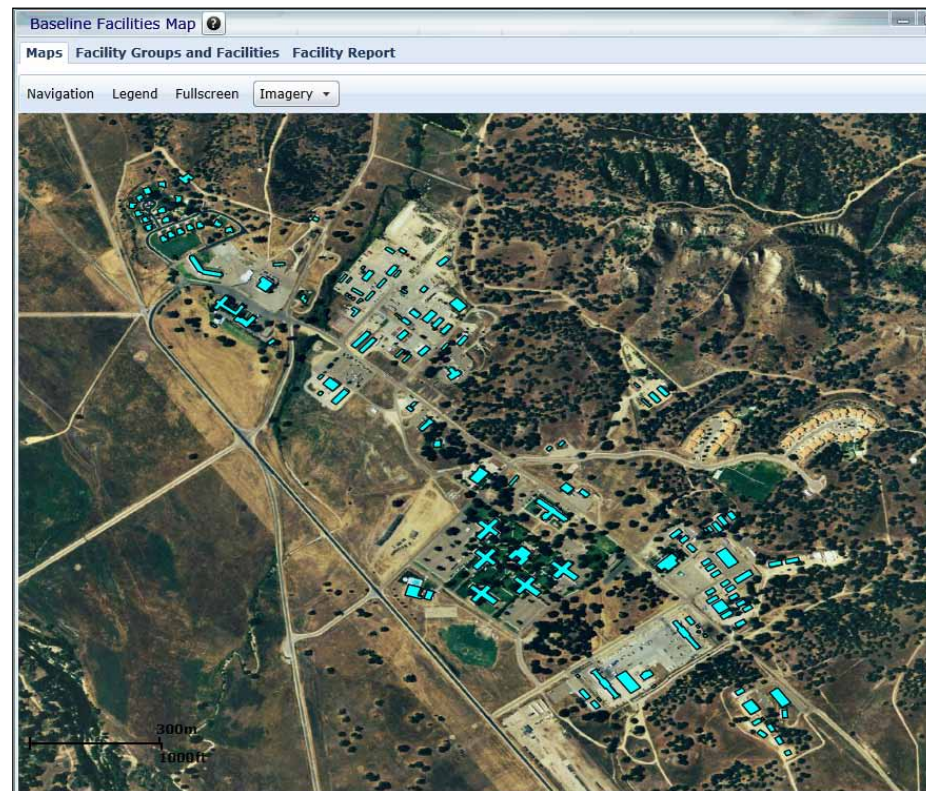 Baseline Facilities Map ?
Maps Facility Groups and Facilities Facility Report
Navigation Legend Fullscreen Imagery
300m
1000ft